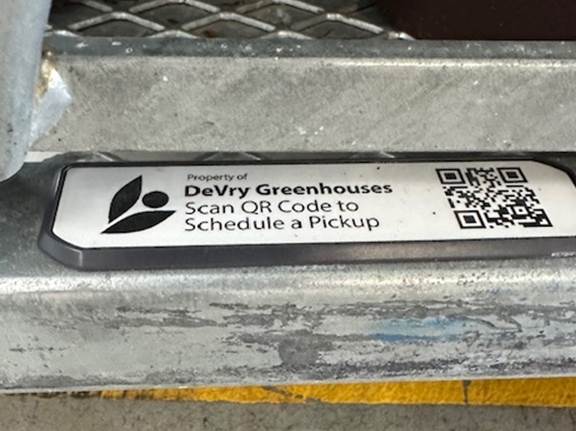 Property of
DeVry Greenhouses
Scan QR Code to
Schedule a Pickup